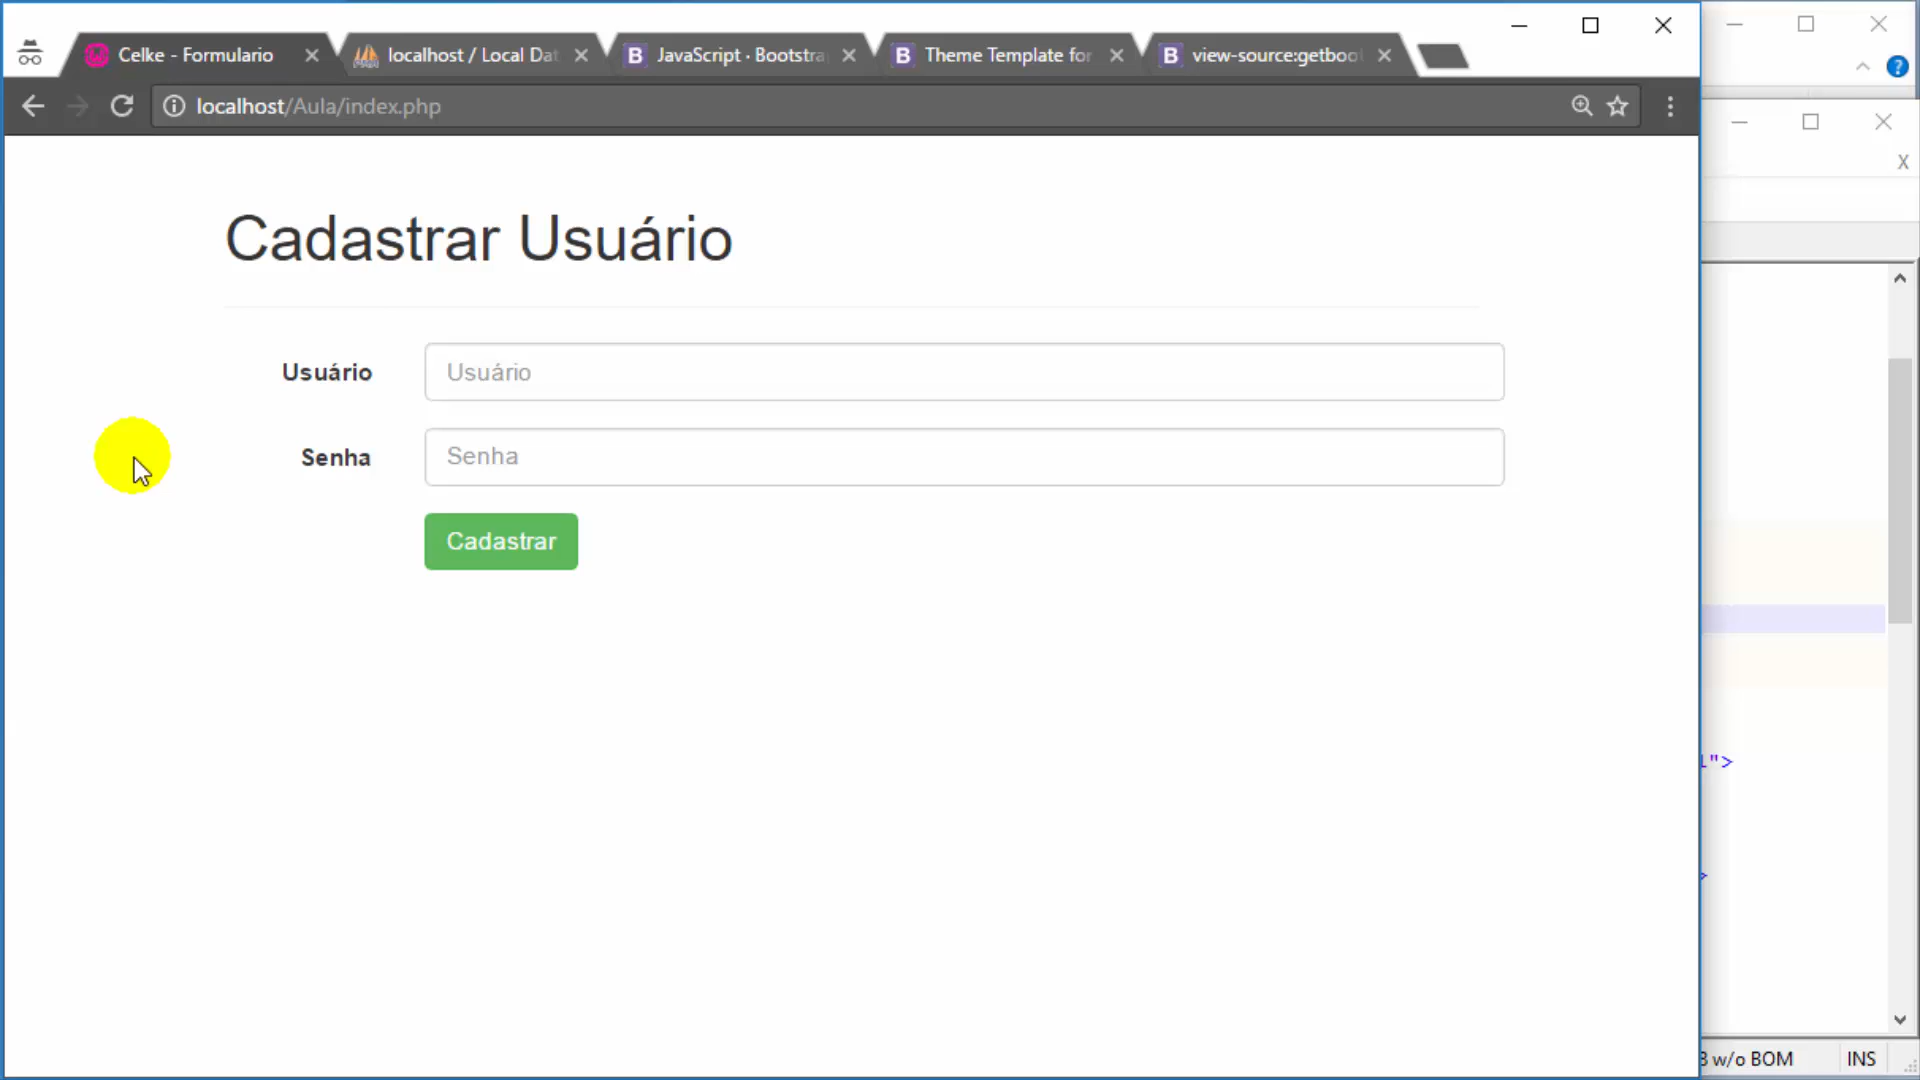 Celke - Formulario
localhost / Local Dat
JavaScript · Bootstra
Theme Template for
view-source:getboot
localhost/Aula/index.php
Cadastrar Usuário
Usuário
Usuário
Senha
Senha
Cadastrar
X
">
>
w/o BOM
INS